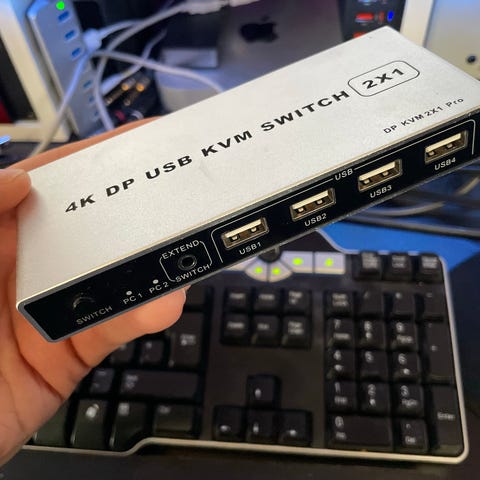 4K DP USB KVM SWITCH 2X1
DP KVM 2X1 Pro
USB
USB1 USB2 USB3 USB4
EXTEND
SWITCH
SWITCH PC 1 PC 2
Enter